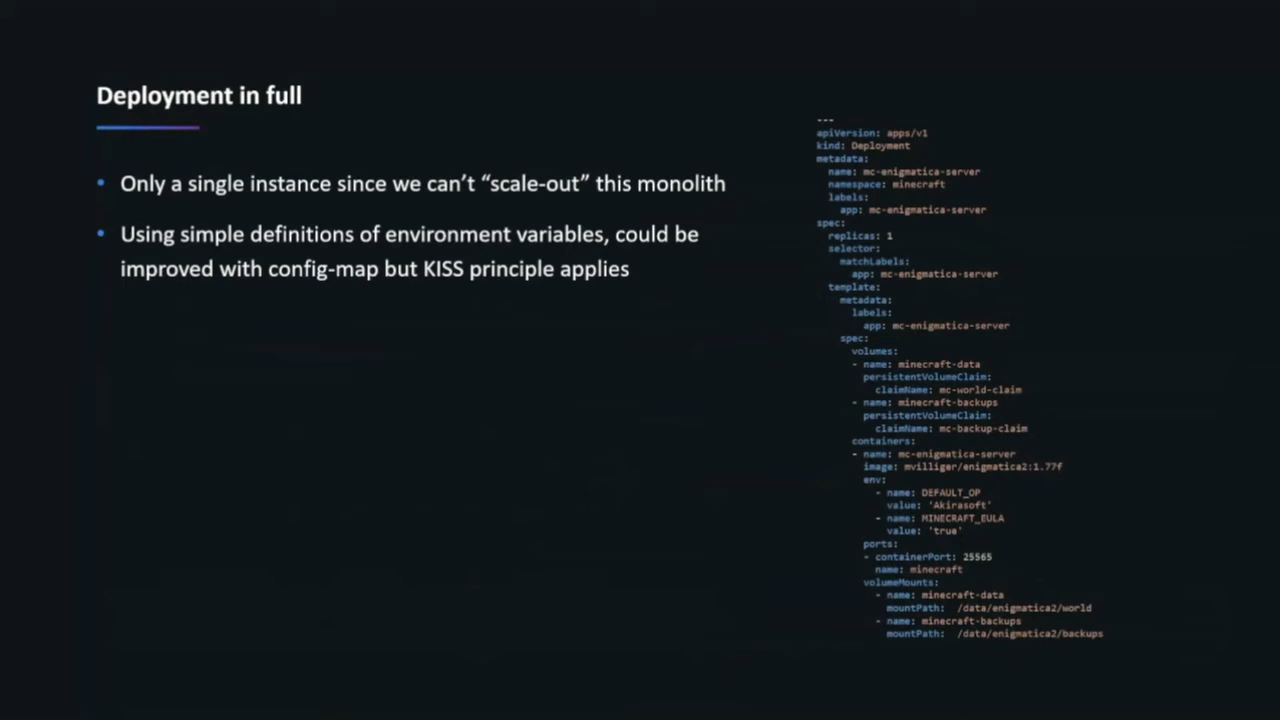 Deployment in full
• Only a single instance since we can’t “scale-out” this monolith
• Using simple definitions of environment variables, could be
improved with config-map but KISS principle applies
---
apiVersion: apps/v1
kind: Deployment
metadata:
  name: mc-enigmatica-server
  namespace: minecraft
  labels:
    app: mc-enigmatica-server
spec:
  replicas: 1
  selector:
    matchLabels:
      app: mc-enigmatica-server
  template:
    metadata:
      labels:
        app: mc-enigmatica-server
    spec:
      volumes:
      - name: minecraft-data
        persistentVolumeClaim:
          claimName: mc-world-claim
      - name: minecraft-backups
        persistentVolumeClaim:
          claimName: mc-backup-claim
      containers:
      - name: mc-enigmatica-server
        image: mvilliger/enigmatica2:1.77f
        env:
          - name: DEFAULT_OP
            value: 'Akirasoft'
          - name: MINECRAFT_EULA
            value: 'true'
        ports:
        - containerPort: 25565
          name: minecraft
        volumeMounts:
          - name: minecraft-data
            mountPath:  /data/enigmatica2/world
          - name: minecraft-backups
            mountPath:  /data/enigmatica2/backups